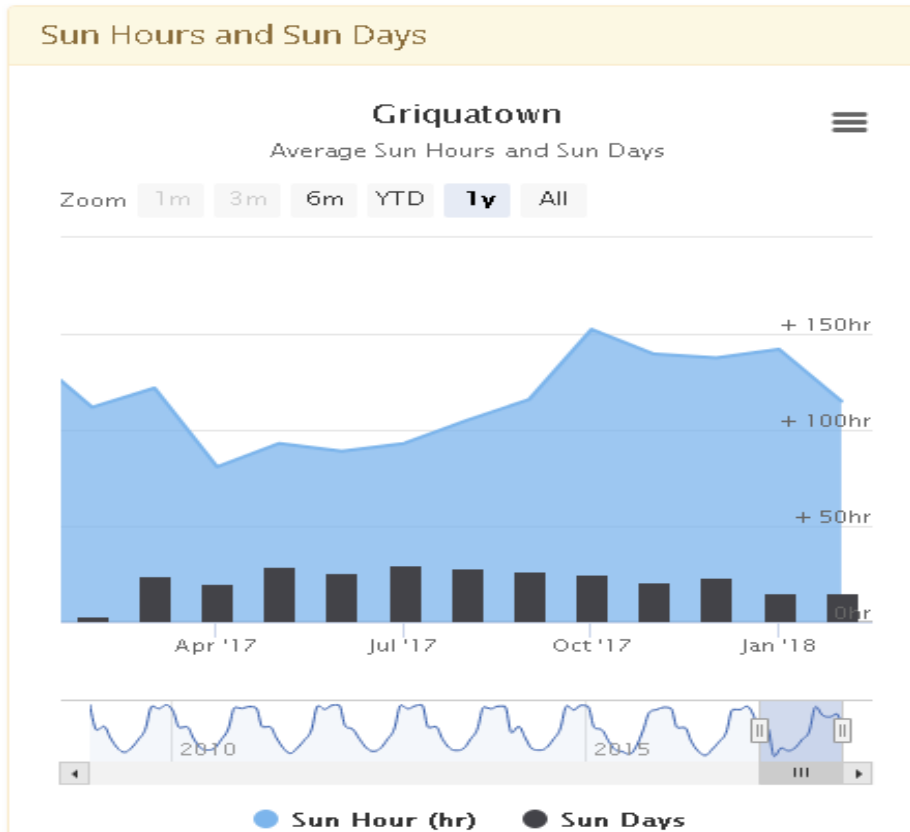 Sun Hours and Sun Days
Griquatown
Average Sun Hours and Sun Days
Zoom 1m 3m 6m YTD 1y All
+ 150hr
+ 100hr
+ 50hr
0hr
Apr '17 Jul '17 Oct '17 Jan '18
2010 2015
Sun Hour (hr) Sun Days